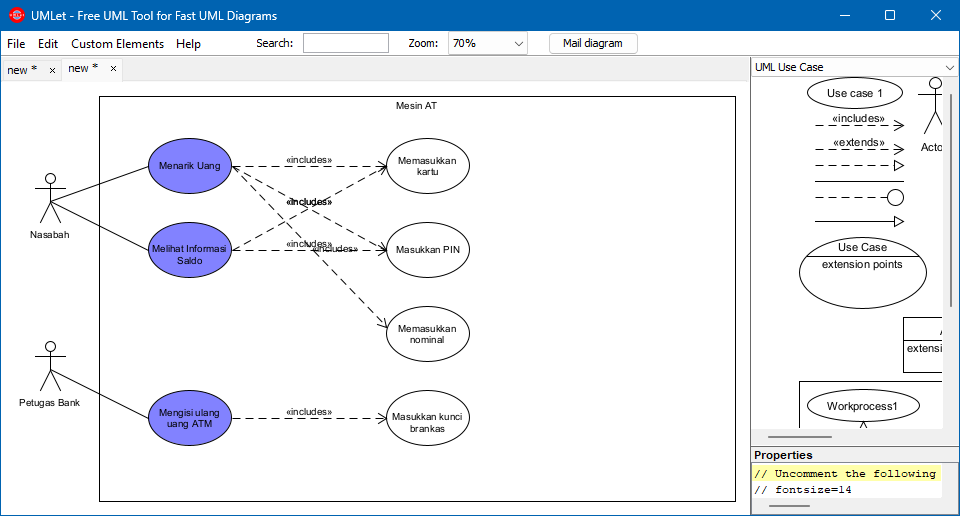 UMLet - Free UML Tool for Fast UML Diagrams
File Edit Custom Elements Help Search: Zoom: 70% Mail diagram
new * × new * ×
Mesin AT
Menarik Uang
«includes»
Memasukkan
kartu
Nasabah
«includes»
Melihat Informasi
Saldo
«includes»
«includes»
Masukkan PIN
Memasukkan
nominal
Petugas Bank
Mengisi ulang
uang ATM
«includes»
Masukkan kunci
brankas
UML Use Case
Use case 1
«includes»
«extends»
Acto
Use Case
extension points
extensi
Workprocess1
Properties
// Uncomment the following
// fontsize=14